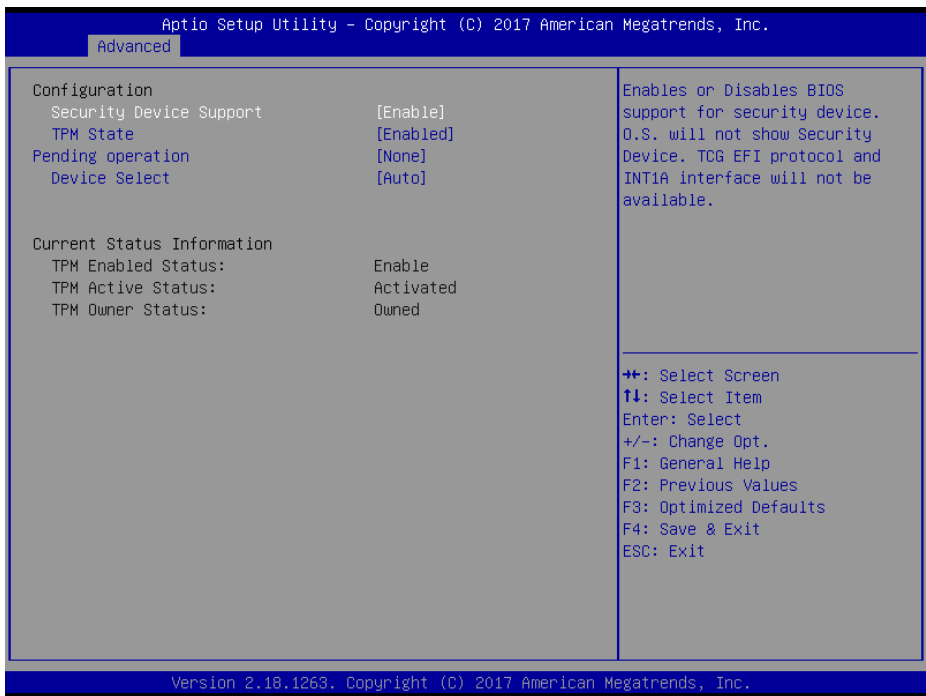 Aptio Setup Utility – Copyright (C) 2017 American Megatrends, Inc.
Advanced
Configuration
Security Device Support [Enable]
TPM State [Enabled]
Pending operation [None]
Device Select [Auto]
Current Status Information
TPM Enabled Status: Enable
TPM Active Status: Activated
TPM Owner Status: Owned
Enables or Disables BIOS
support for security device.
O.S. will not show Security
Device. TCG EFI protocol and
INT1A interface will not be
available.
→←: Select Screen
↑↓: Select Item
Enter: Select
+/-: Change Opt.
F1: General Help
F2: Previous Values
F3: Optimized Defaults
F4: Save & Exit
ESC: Exit
Version 2.18.1263. Copyright (C) 2017 American Megatrends, Inc.